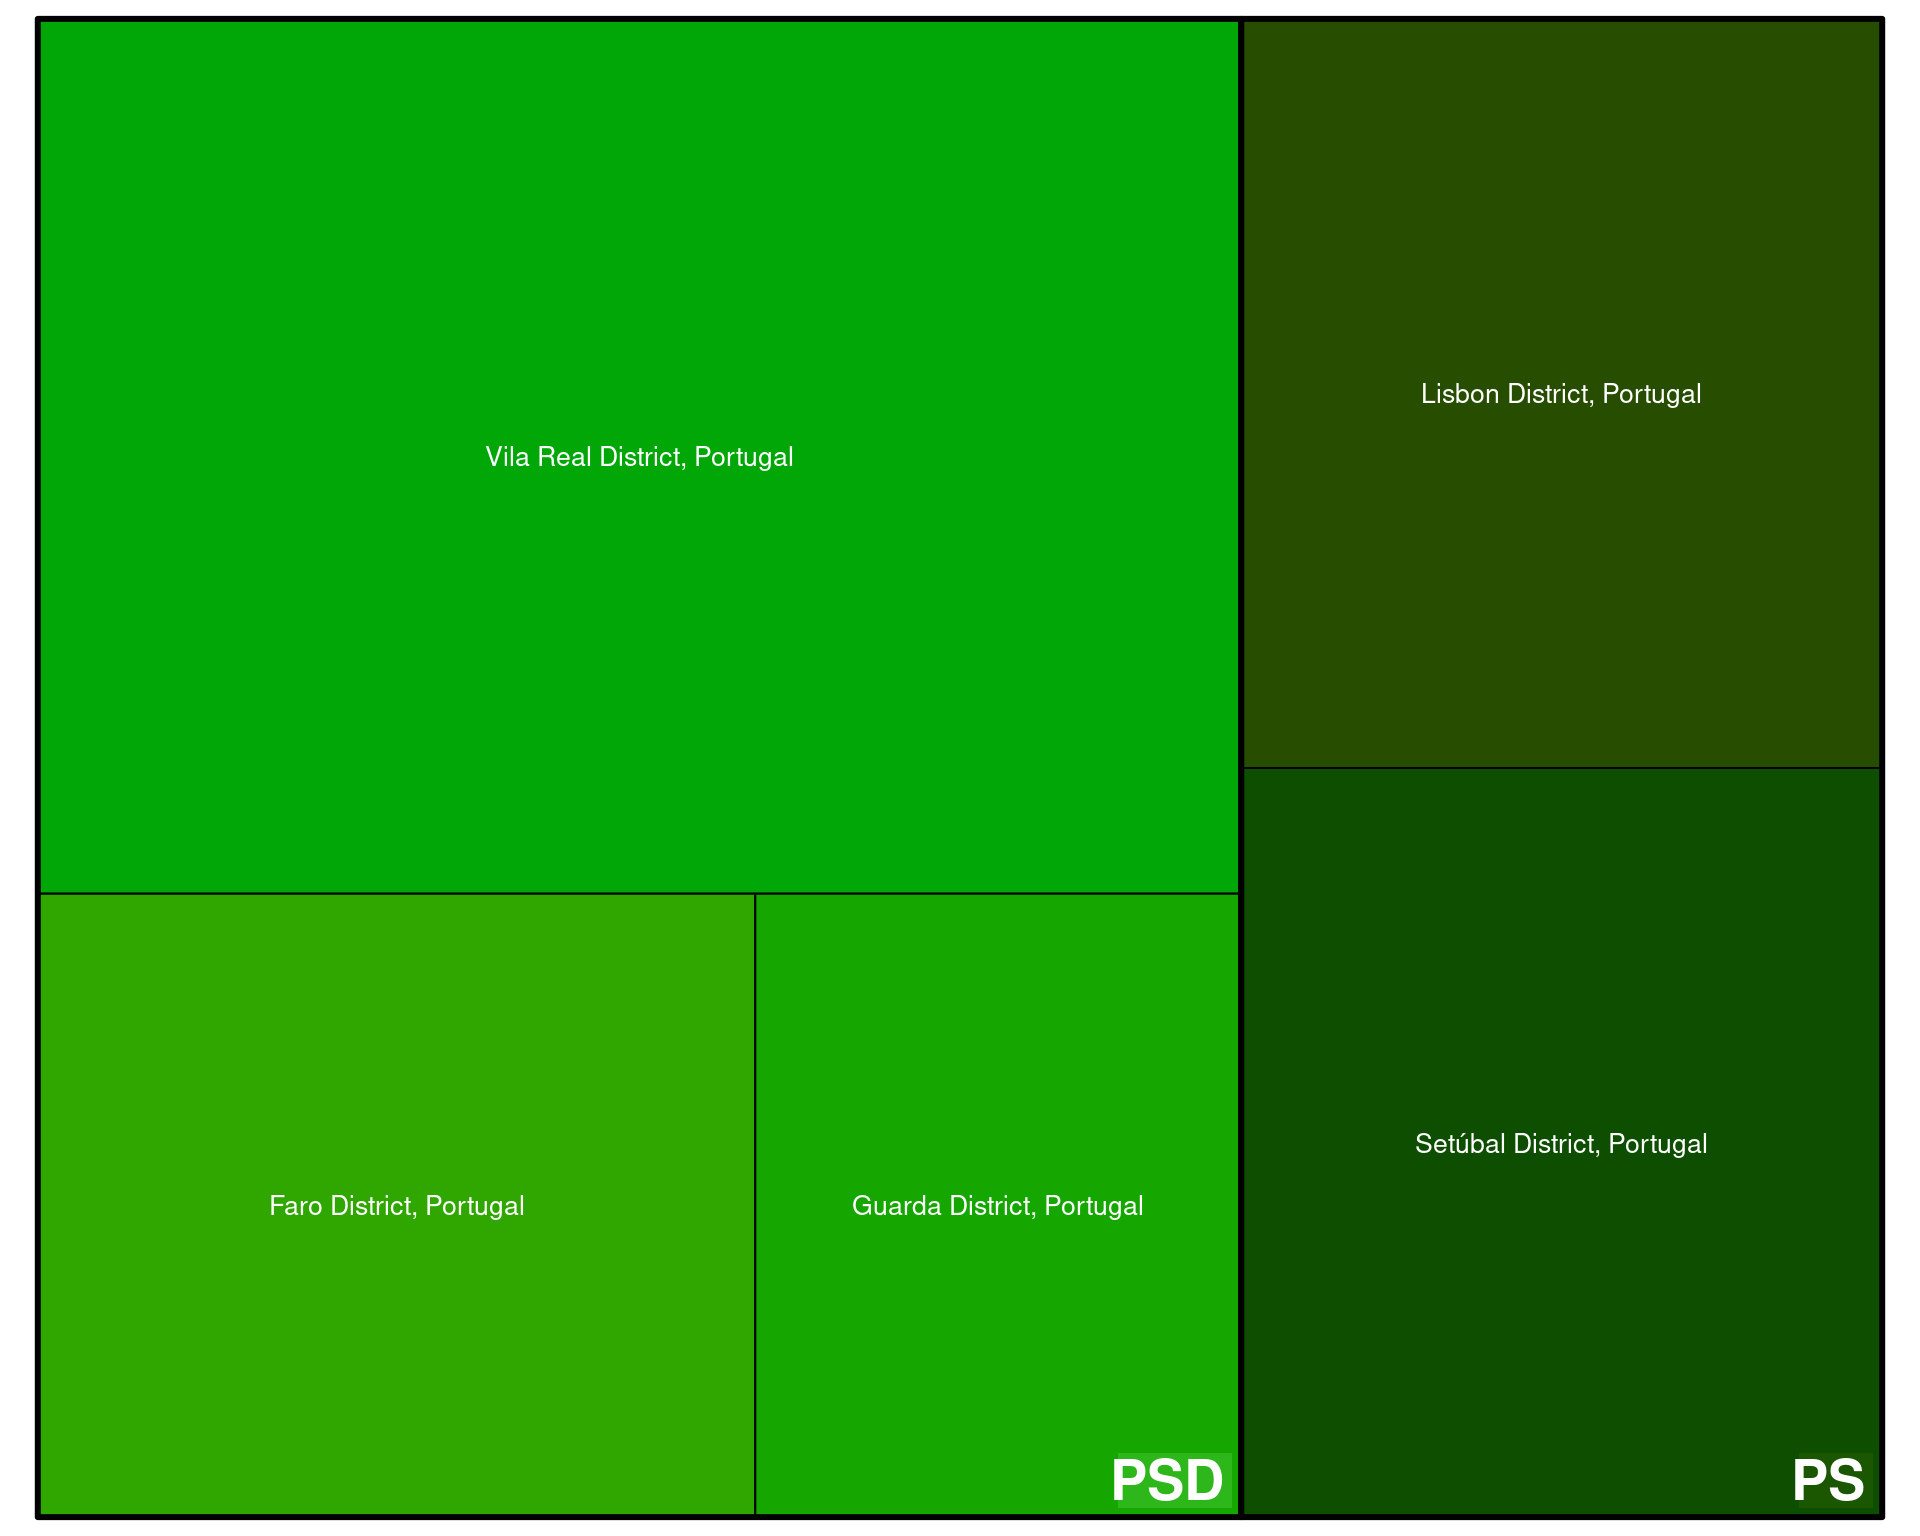 Vila Real District, Portugal
Faro District, Portugal
Guarda District, Portugal
PSD
Lisbon District, Portugal
Setúbal District, Portugal
PS